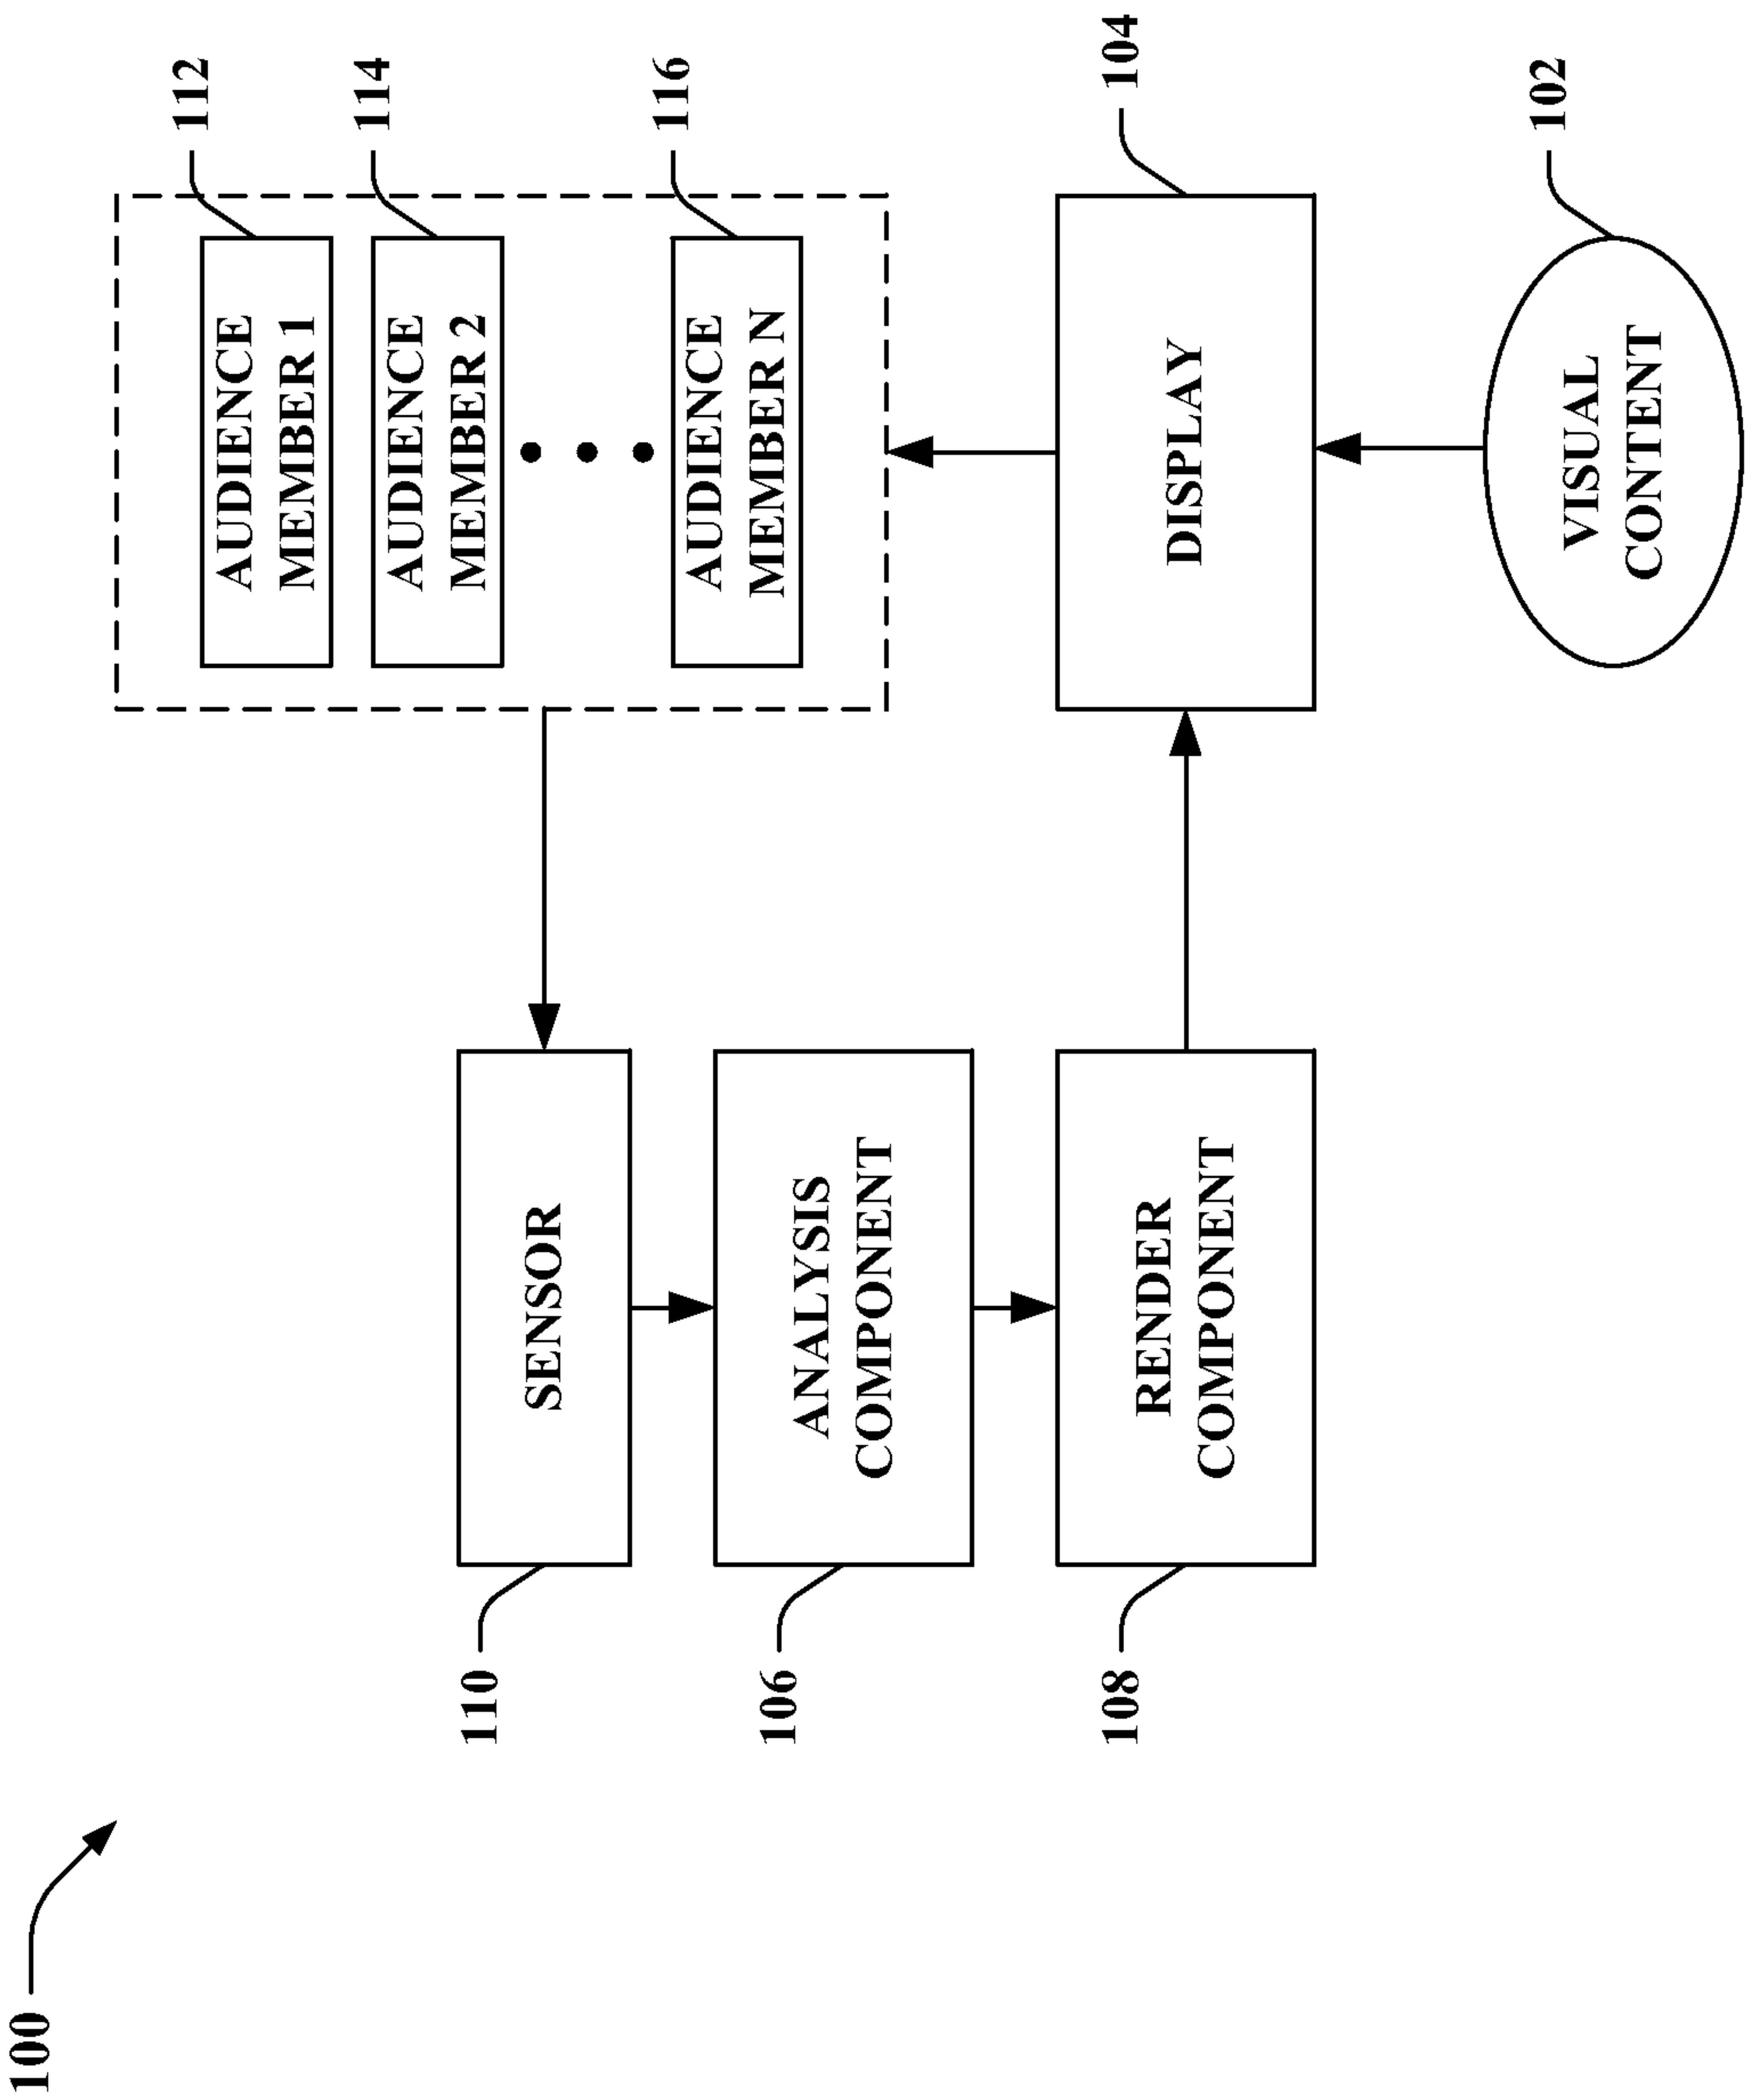 100
112
AUDIENCE
MEMBER 1
114
AUDIENCE
MEMBER 2
110
SENSOR
116
AUDIENCE
MEMBER N
106
ANALYSIS
COMPONENT
108
RENDER
COMPONENT
104
DISPLAY
102
VISUAL
CONTENT